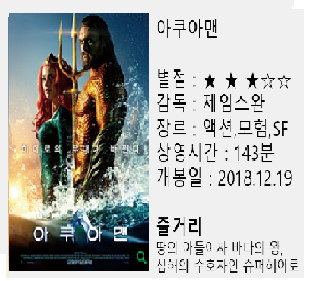 아쿠아맨
별점 : ★ ★ ★☆☆
감독 : 제임스완
장르 : 액션,모험,SF
상영시간 : 143분
개봉일 : 2018.12.19
줄거리
땅의 아들이자 바다의 왕,
심해의 수호자인 슈퍼히어로
아쿠아맨